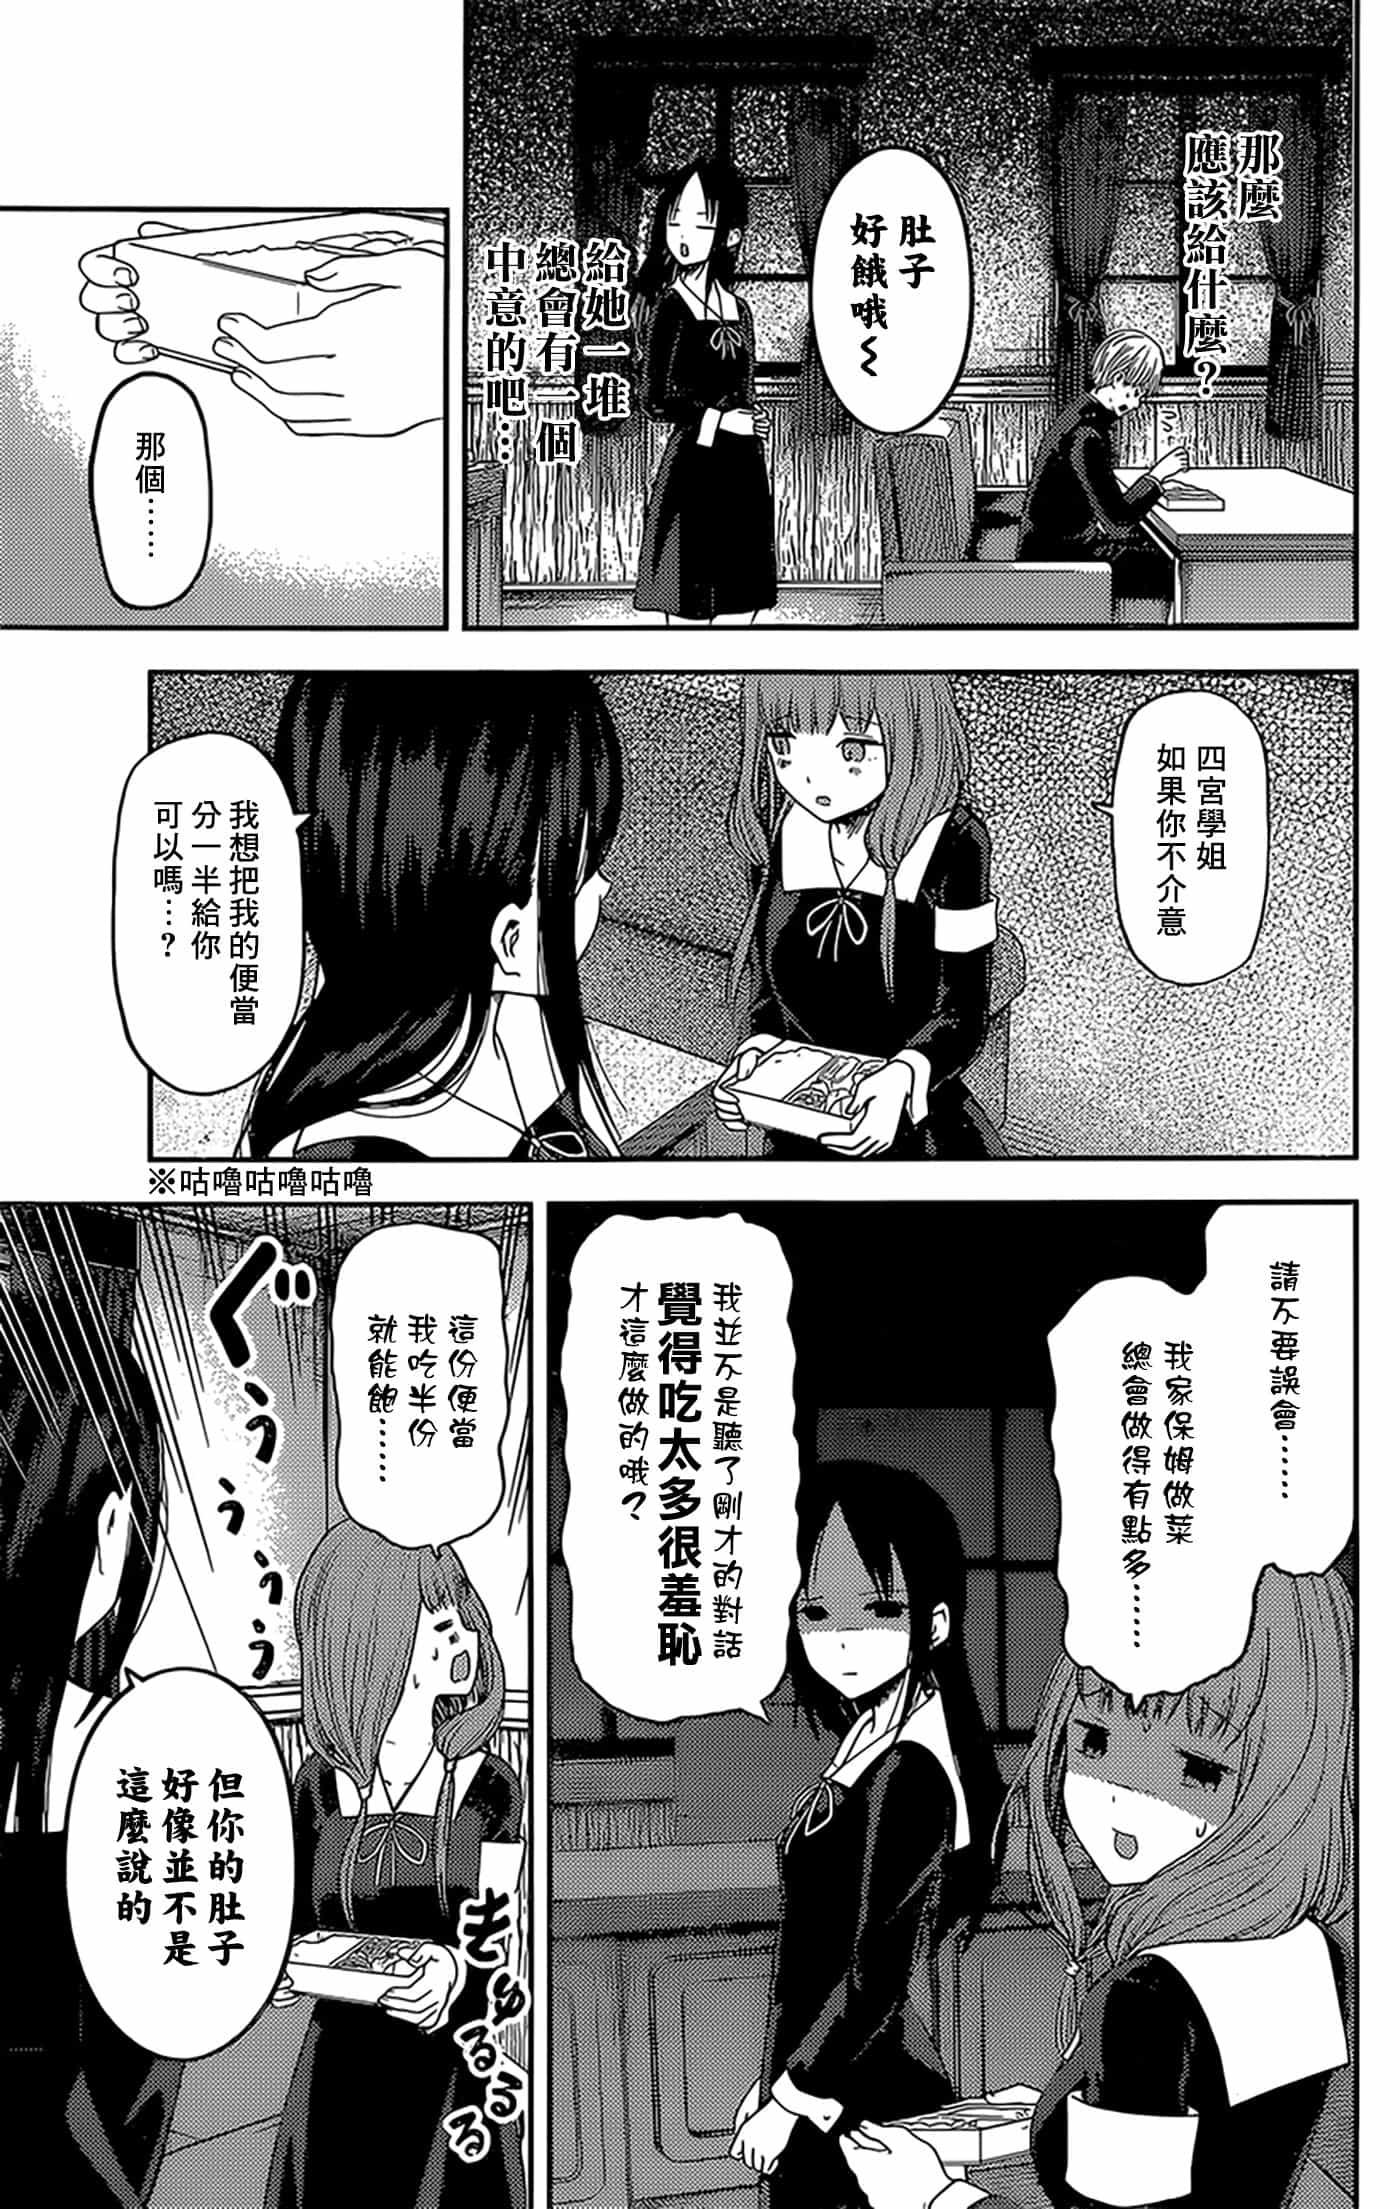 那麼
應該給什麼？
肚子
好餓哦～
給她一堆
總會有一個
中意的吧…
那個……
四宮學姐
如果你不介意
我想把我的便當
分一半給你
可以嗎…？
※咕嚕咕嚕咕嚕
請不要誤會……
我家保姆做菜
總會做得有點多……
我並不是聽了剛才的對話
覺得吃太多很羞恥
才這麼做的哦？
這份便當
我吃半份
就能飽……
ぐぅぅぅ
但你的肚子
好像並不是
這麼說的
きゅるるる